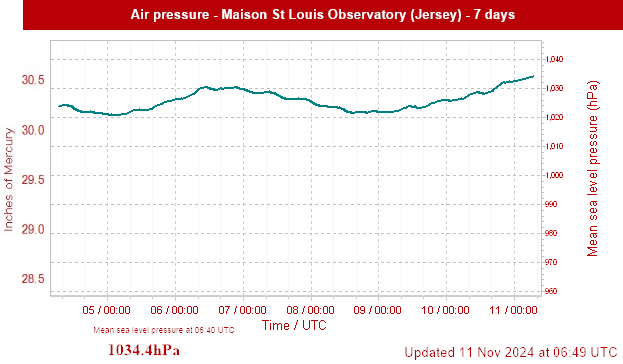 Air pressure - Maison St Louis Observatory (Jersey) - 7 days
Inches of Mercury
30.5
30.0
29.5
29.0
28.5
1,040
1,030
1,020
1,010
1,000
990
980
970
960
Mean sea level pressure (hPa)
05 / 00:00 06 / 00:00 07 / 00:00 08 / 00:00 09 / 00:00 10 / 00:00 11 / 00:00
Time / UTC
Mean sea level pressure at 06:40 UTC
1034.4hPa
Updated 11 Nov 2024 at 06:49 UTC